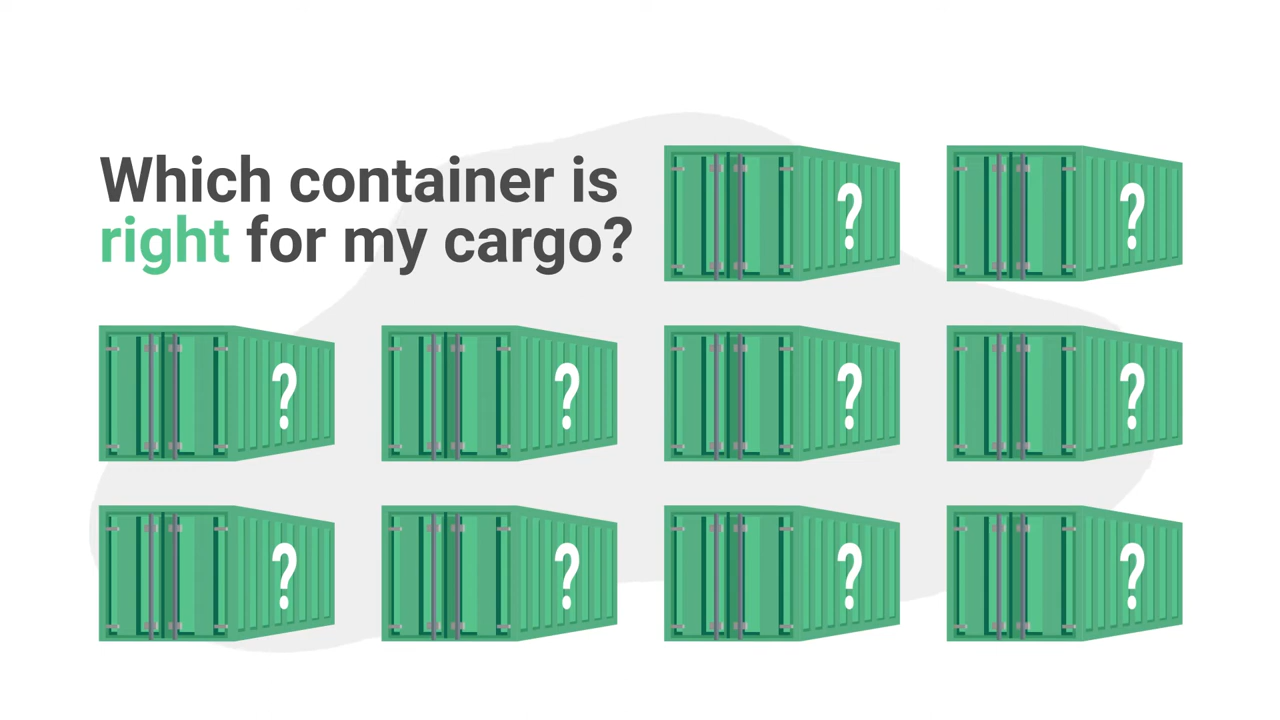 Which container is
right for my cargo?
? ?
? ? ? ?
? ? ? ?